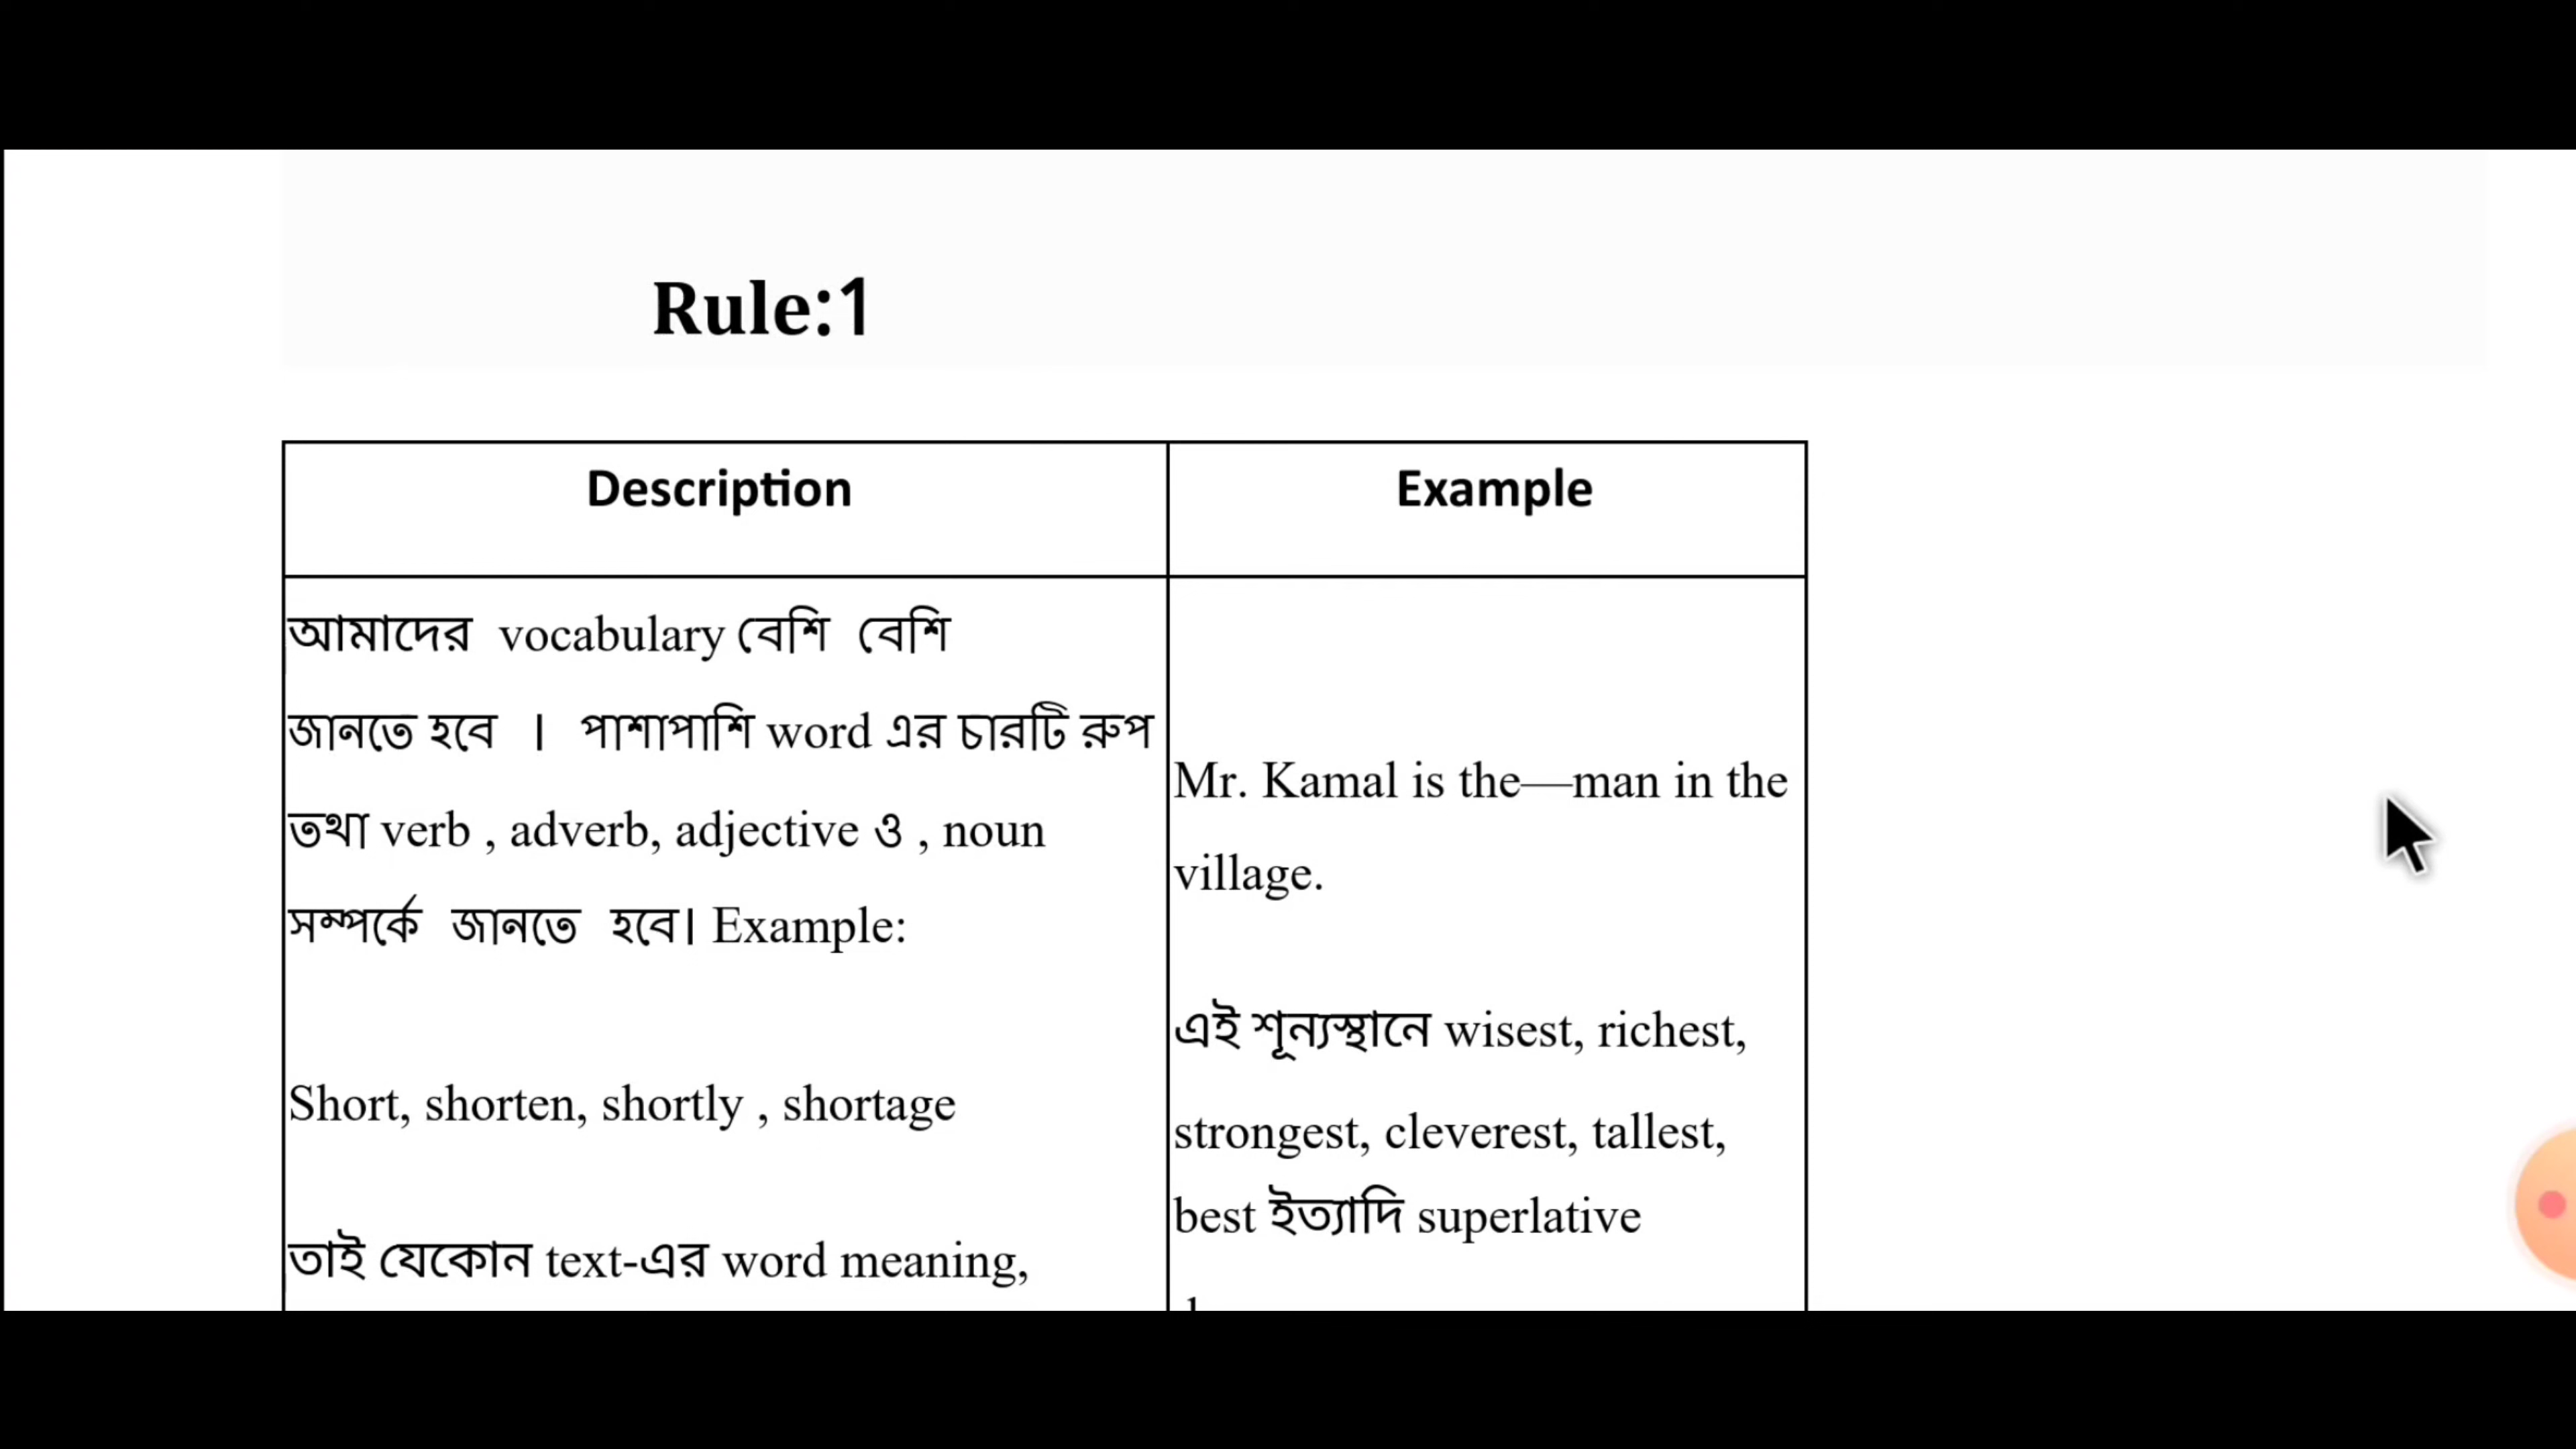 Rule:1
Description
Example
আমাদের vocabulary বেশি বেশি
জানতে হবে । পাশাপাশি word এর চারটি রুপ
তথা verb , adverb, adjective ও , noun
সম্পর্কে জানতে হবে। Example:
Short, shorten, shortly , shortage
তাই যেকোন text-এর word meaning,
Mr. Kamal is the—man in the
village.
এই শূন্যস্থানে wisest, richest,
strongest, cleverest, tallest,
best ইত্যাদি superlative